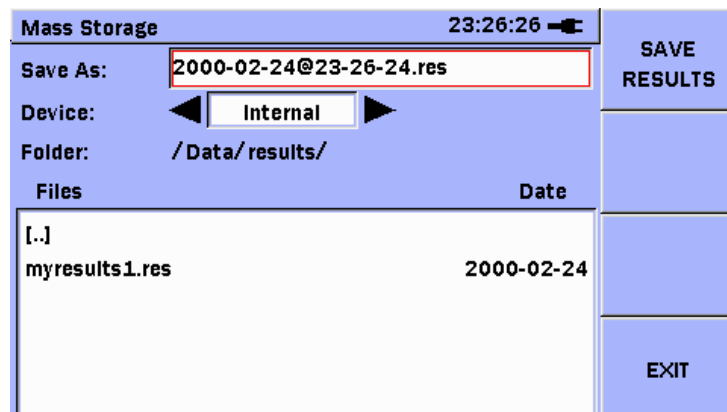 Mass Storage 23:26:26
SAVE
RESULTS
Save As: 2000-02-24@23-26-24.res
Device: Internal
Folder: /Data/results/
Files Date
[..]
myresults1.res 2000-02-24
EXIT